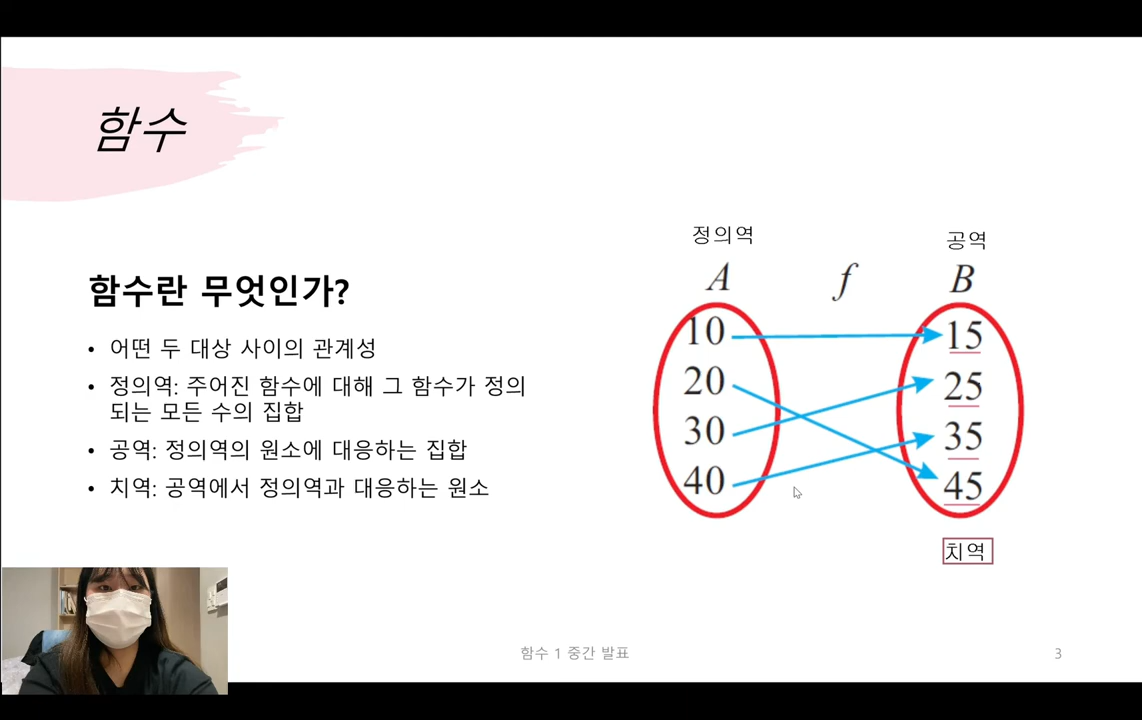 함수
함수란 무엇인가?
• 어떤 두 대상 사이의 관계성
• 정의역: 주어진 함수에 대해 그 함수가 정의
되는 모든 수의 집합
• 공역: 정의역의 원소에 대응하는 집합
• 치역: 공역에서 정의역과 대응하는 원소
정의역
공역
A
f
B
10
15
20
25
30
35
40
45
치역
함수 1 중간 발표
3